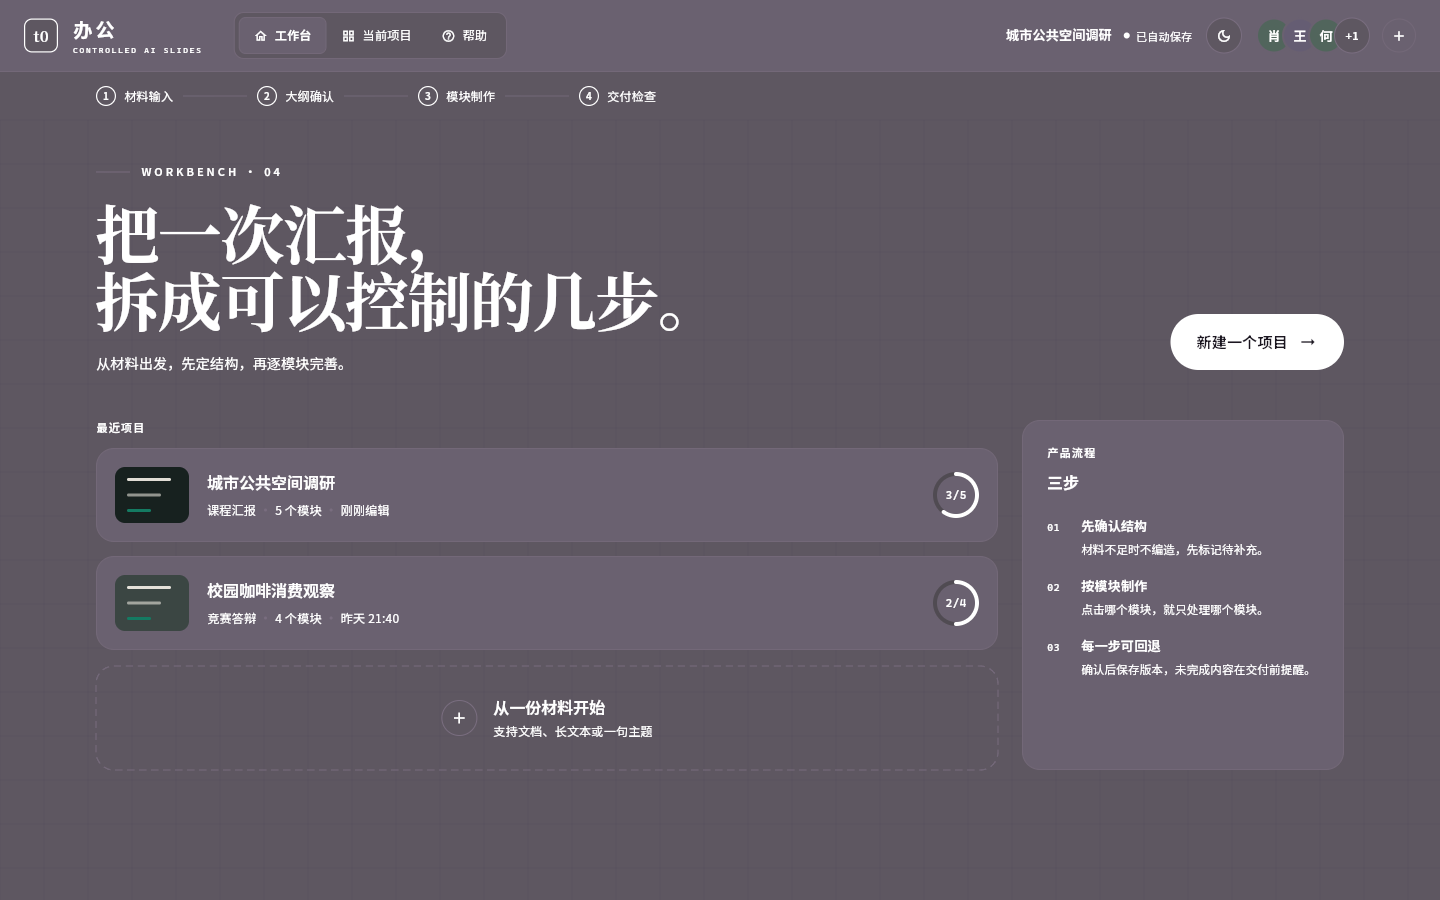 t0
办公
CONTROLLED AI SLIDES
工作台
当前项目
帮助
城市公共空间调研
已自动保存
肖
王
何
+1
1 材料输入
2 大纲确认
3 模块制作
4 交付检查
WORKBENCH · 04
把一次汇报，
拆成可以控制的几步。
从材料出发，先定结构，再逐模块完善。
新建一个项目 →
最近项目
城市公共空间调研
课程汇报 · 5 个模块 · 刚刚编辑
3/5
校园咖啡消费观察
竞赛答辩 · 4 个模块 · 昨天 21:40
2/4
从一份材料开始
支持文档、长文本或一句主题
产品流程
三步
01 先确认结构
材料不足时不编造，先标记待补充。
02 按模块制作
点击哪个模块，就只处理哪个模块。
03 每一步可回退
确认后保存版本，未完成内容在交付前提醒。